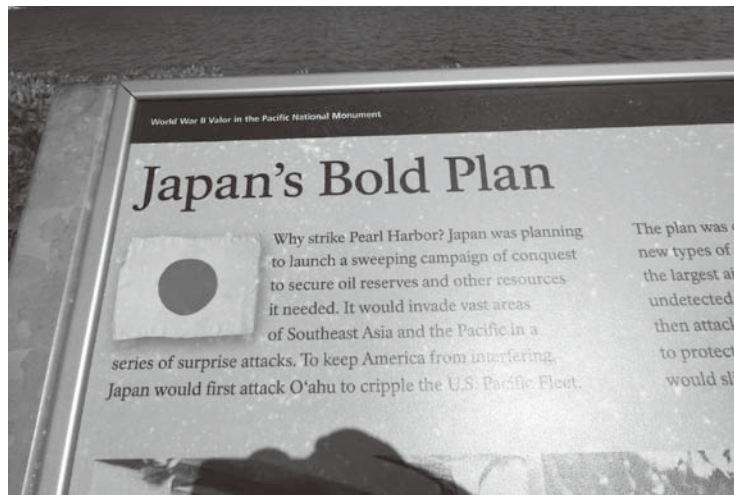 World War II Valor in the Pacific National Monument
Japan's Bold Plan
Why strike Pearl Harbor? Japan was planning
to launch a sweeping campaign of conquest
to secure oil reserves and other resources
it needed. It would invade vast areas
of Southeast Asia and the Pacific in a
series of surprise attacks. To keep America from interfering,
Japan would first attack Oʻahu to cripple the U.S. Pacific Fleet.
The plan was
new types of
the largest
undetected
then
to
would